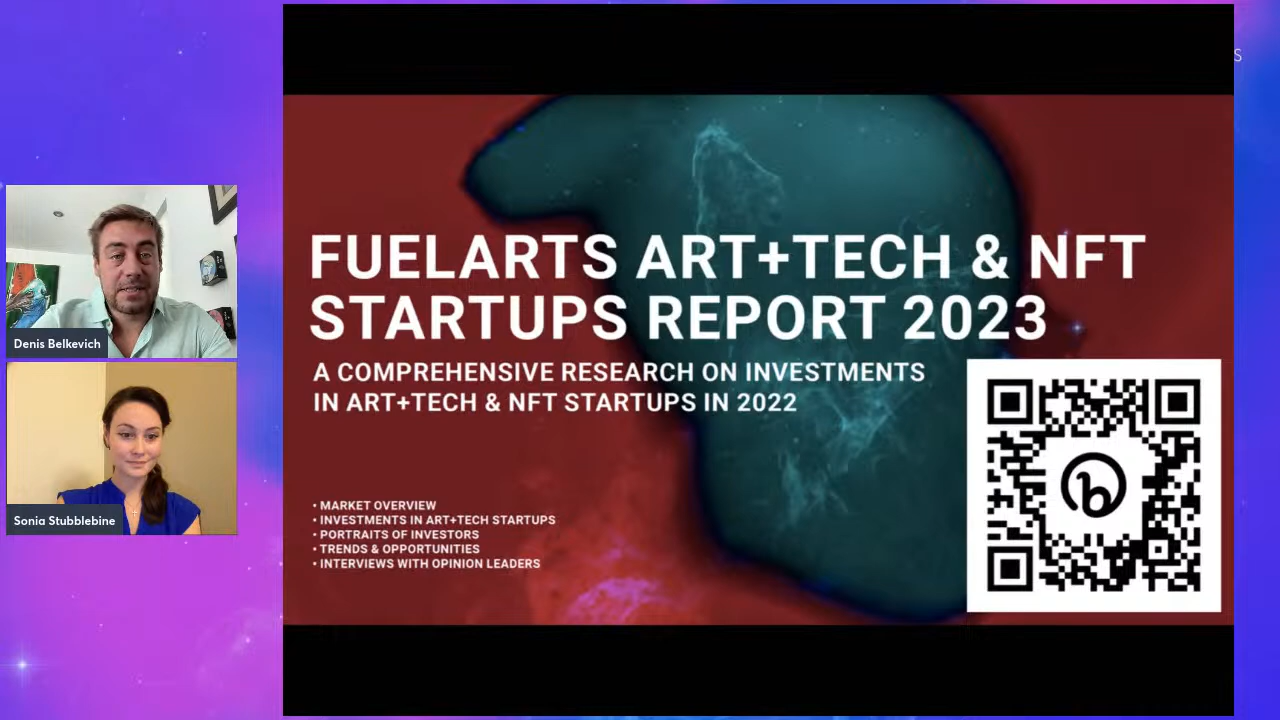 S
Denis Belkevich
Sonia Stubblebine
FUELARTS ART+TECH & NFT
STARTUPS REPORT 2023
A COMPREHENSIVE RESEARCH ON INVESTMENTS
IN ART+TECH & NFT STARTUPS IN 2022
• MARKET OVERVIEW
• INVESTMENTS IN ART+TECH STARTUPS
• PORTRAITS OF INVESTORS
• TRENDS & OPPORTUNITIES
• INTERVIEWS WITH OPINION LEADERS
b